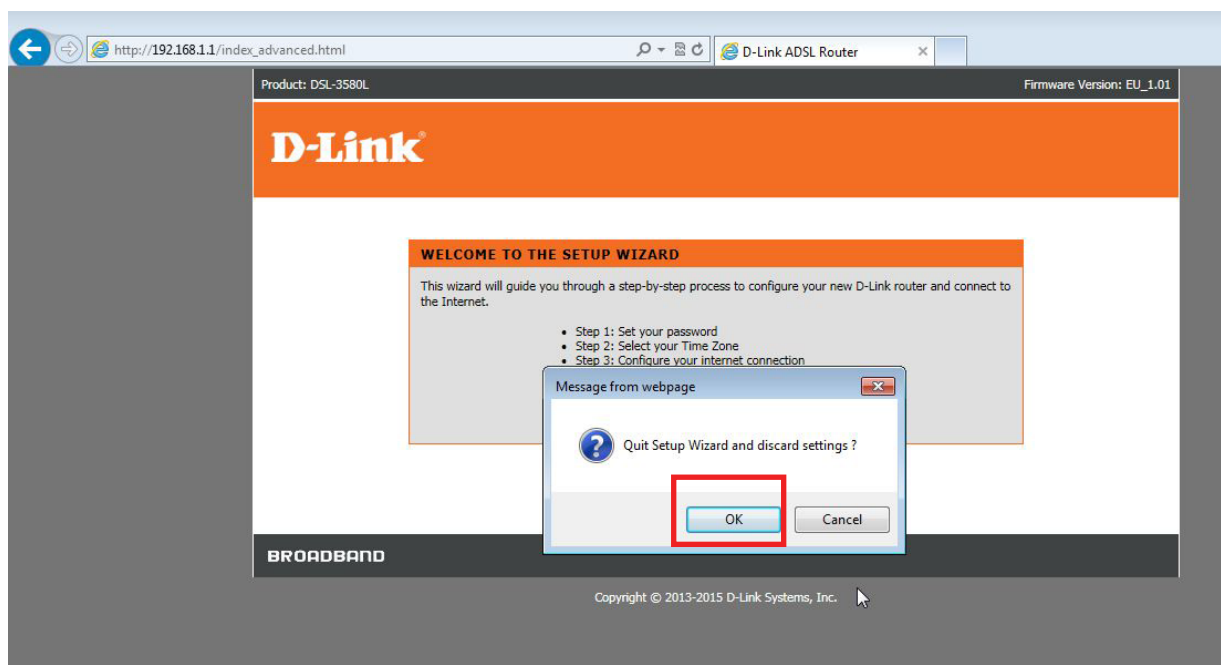 http://192.168.1.1/index_advanced.html
D-Link ADSL Router
Product: DSL-3580L
Firmware Version: EU_1.01
D-Link®
WELCOME TO THE SETUP WIZARD
This wizard will guide you through a step-by-step process to configure your new D-Link router and connect to
the Internet.
• Step 1: Set your password
• Step 2: Select your Time Zone
• Step 3: Configure your internet connection
Message from webpage
Quit Setup Wizard and discard settings ?
OK
Cancel
BROADBAND
Copyright © 2013-2015 D-Link Systems, Inc.